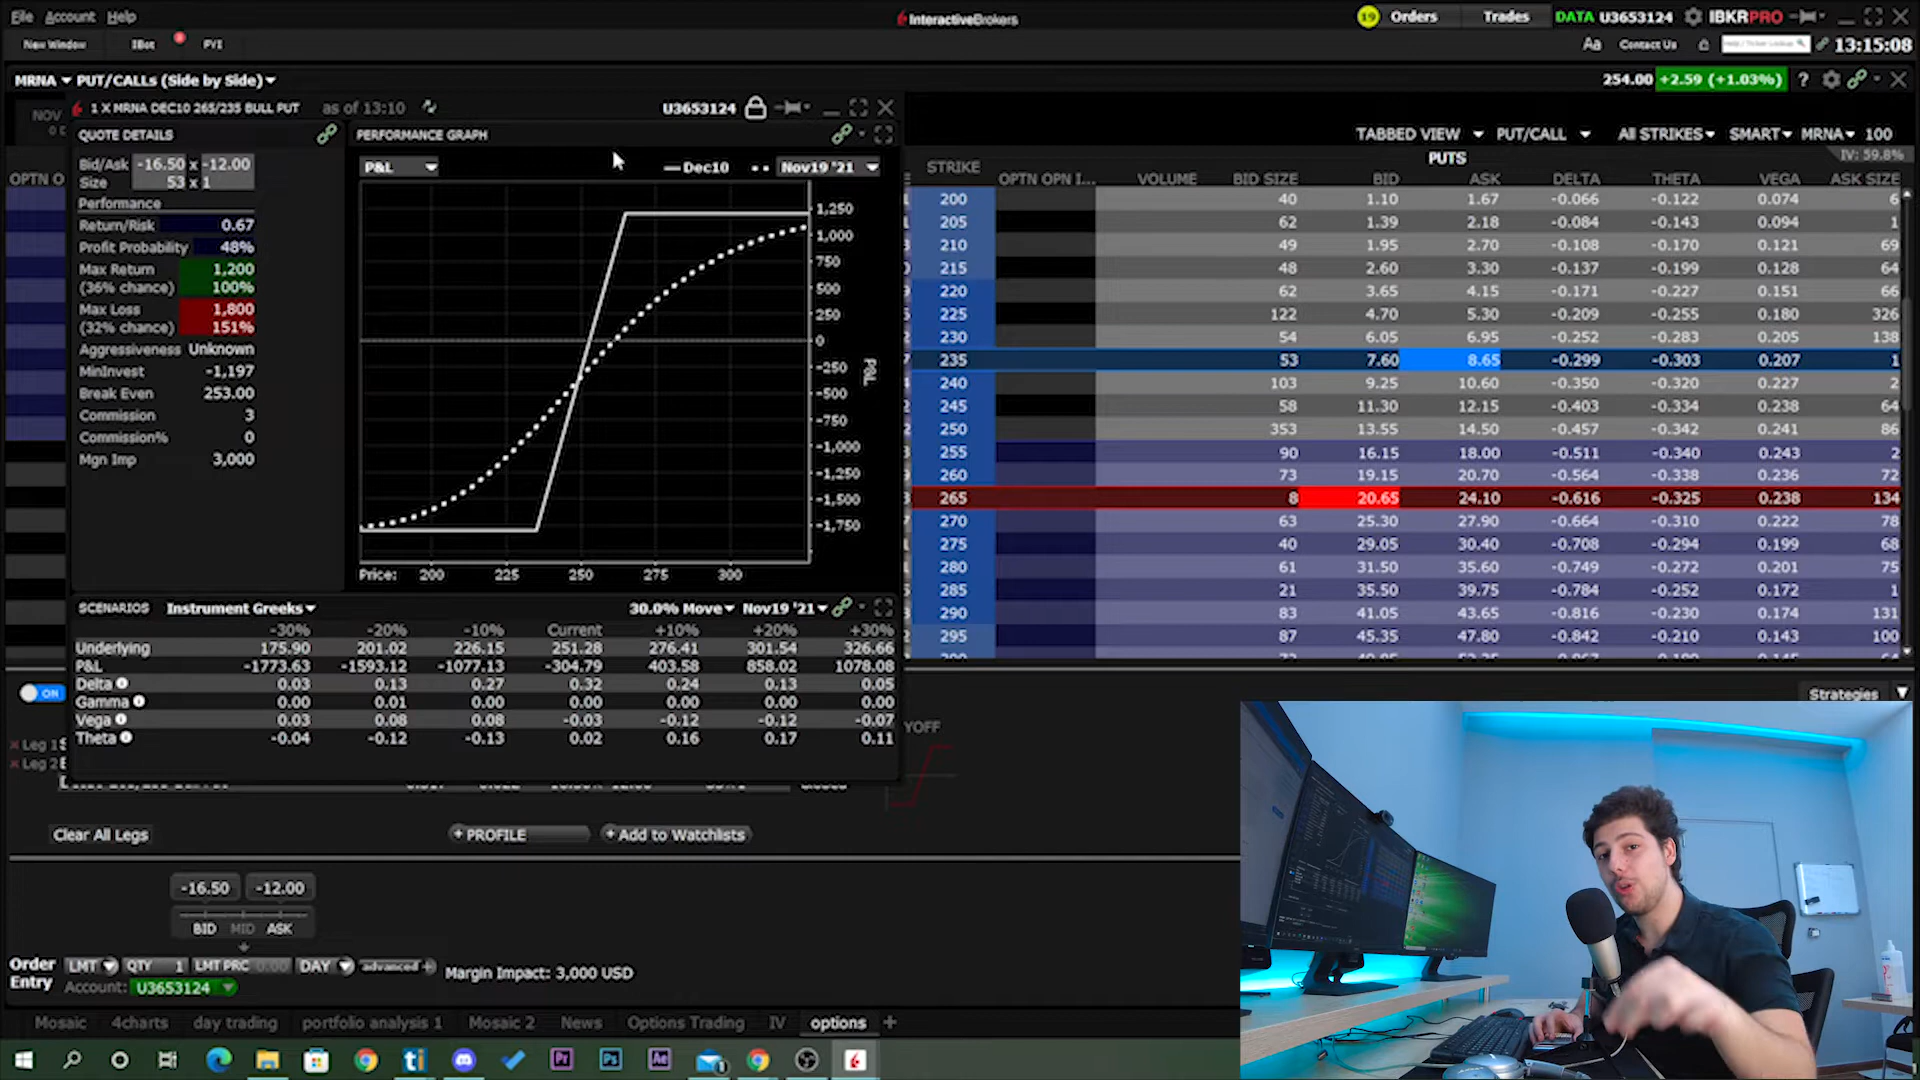 File Account Help
InteractiveBrokers
19 Orders Trades DATA U3653124 IBKRPRO
New Window IBot FYI
Aa Contact Us 13:15:08
MRNA PUT/CALLs (Side by Side)
254.00 +2.59 (+1.03%) ?
NOV
1 X MRNA DEC10 265/235 BULL PUT as of 13:10 U3653124
QUOTE DETAILS
PERFORMANCE GRAPH
TABBED VIEW PUT/CALL All STRIKES SMART MRNA 100
IV: 59.8%
Bid/Ask -16.50 x -12.00
Size 53 x 1
Performance
Return/Risk 0.67
Profit Probability 48%
Max Return 1,200
(36% chance) 100%
Max Loss 1,800
(32% chance) 151%
Aggressiveness Unknown
MinInvest -1,197
Break Even 253.00
Commission 3
Commission% 0
Mgn Imp 3,000
P&L Dec10 Nov19 '21
1,250
1,000
750
500
250
0
-250
-500
-750
-1,000
-1,250
-1,500
-1,750
P&L
Price: 200 225 250 275 300
OPTN O
PUTS
STRIKE OPTN OPN I... VOLUME BID SIZE BID ASK DELTA THETA VEGA ASK SIZE
200 40 1.10 1.67 -0.066 -0.122 0.074 6
205 62 1.39 2.18 -0.084 -0.143 0.094 1
210 49 1.95 2.70 -0.108 -0.170 0.121 69
215 48 2.60 3.30 -0.137 -0.199 0.128 64
220 62 3.65 4.15 -0.171 -0.227 0.151 66
225 122 4.70 5.30 -0.209 -0.255 0.180 326
230 54 6.05 6.95 -0.252 -0.283 0.205 138
235 53 7.60 8.65 -0.299 -0.303 0.207 1
240 103 9.25 10.60 -0.350 -0.320 0.227 2
245 58 11.30 12.15 -0.403 -0.334 0.238 64
250 353 13.55 14.50 -0.457 -0.342 0.241 86
255 90 16.15 18.00 -0.511 -0.340 0.243 2
260 73 19.15 20.70 -0.564 -0.338 0.236 72
265 8 20.65 24.10 -0.616 -0.325 0.238 134
270 63 25.30 27.90 -0.664 -0.310 0.222 78
275 40 29.05 30.40 -0.708 -0.294 0.199 68
280 61 31.50 35.60 -0.749 -0.272 0.201 75
285 21 35.50 39.75 -0.784 -0.252 0.172 1
290 83 41.05 43.65 -0.816 -0.230 0.174 131
295 87 45.35 47.80 -0.842 -0.210 0.143 100
SCENARIOS Instrument Greeks 30.0% Move Nov19 '21
-30% -20% -10% Current +10% +20% +30%
Underlying 175.90 201.02 226.15 251.28 276.41 301.54 326.66
P&L -1773.63 -1593.12 -1077.13 -304.79 403.58 858.02 1078.08
Delta 0.03 0.13 0.27 0.32 0.24 0.13 0.05
Gamma 0.00 0.01 0.00 0.00 0.00 0.00 0.00
Vega 0.03 0.08 0.08 -0.03 -0.12 -0.12 -0.07
Theta -0.04 -0.12 -0.13 0.02 0.16 0.17 0.11
ON
Strategies
Leg 1
Leg 2
Clear All Legs + PROFILE + Add to Watchlists
-16.50 -12.00
BID MID ASK
Order Entry LMT QTY 1 LMT PRC 0.00 DAY advanced + Margin Impact: 3,000 USD
Account: U3653124
Mosaic 4charts day trading portfolio analysis 1 Mosaic 2 News Options Trading IV options +
Pr Ps Ae